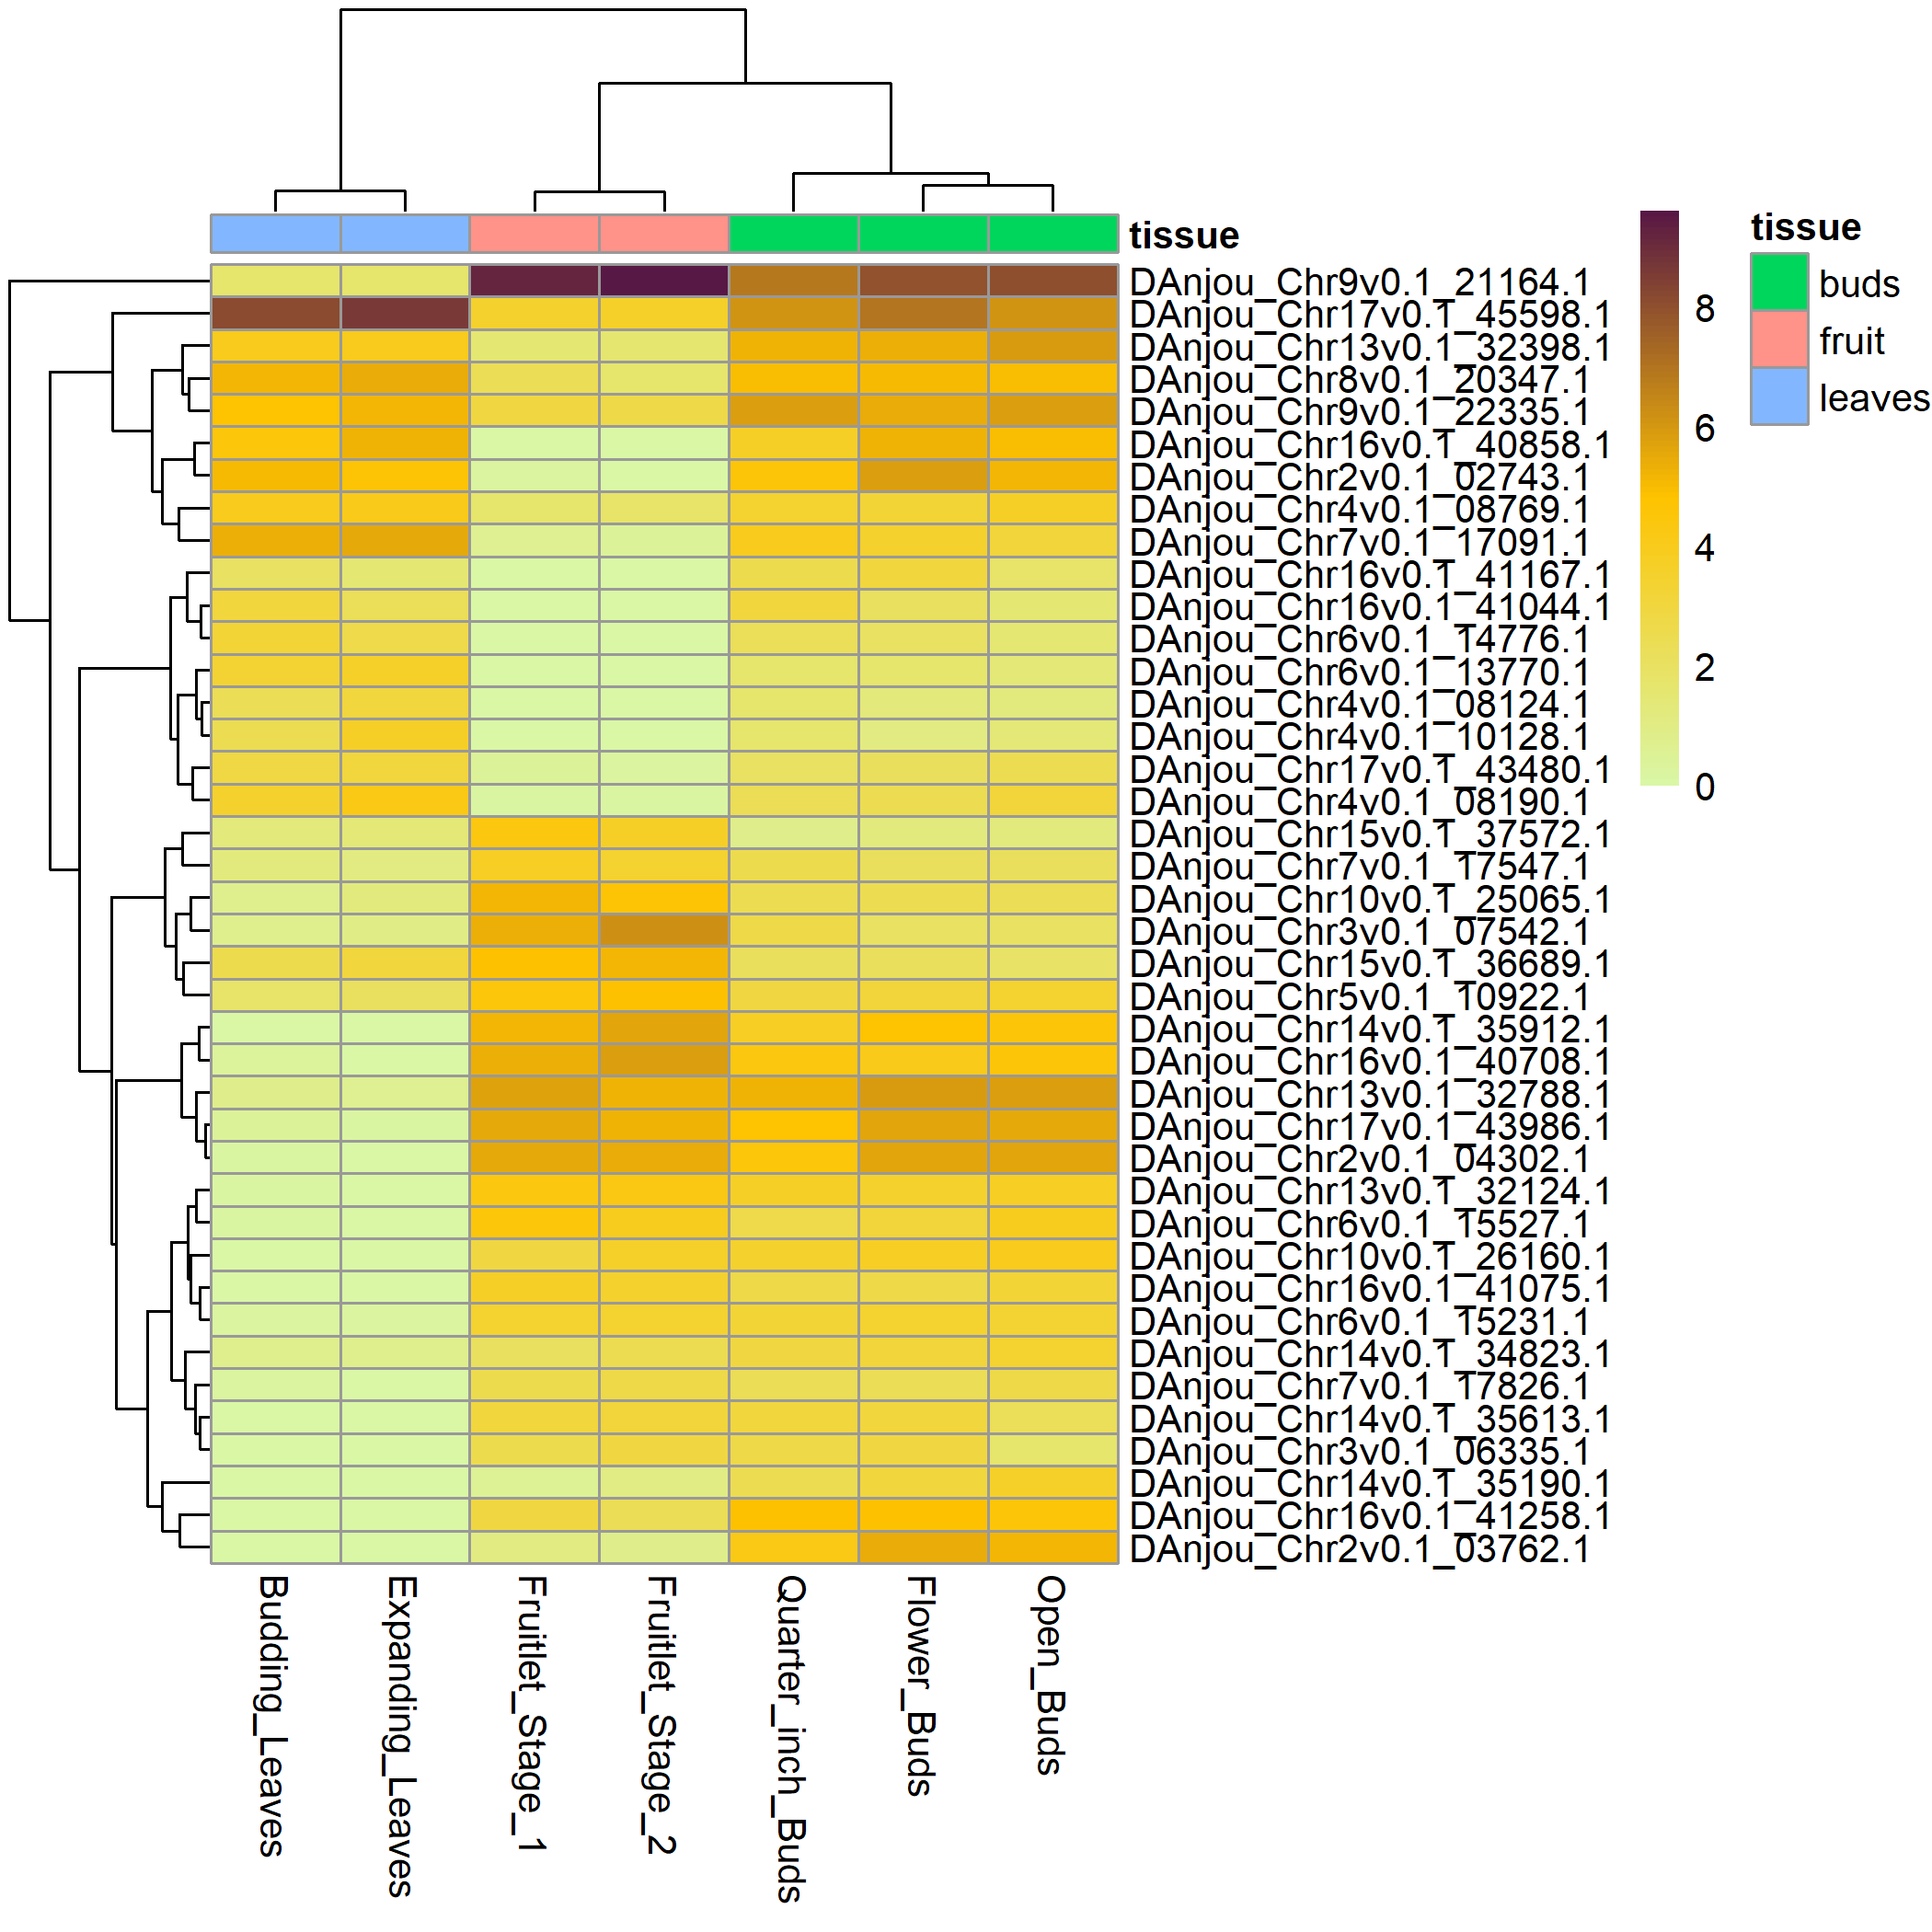 tissue
DAnjou_Chr9v0.1_21164.1
DAnjou_Chr17v0.1_45598.1
DAnjou_Chr13v0.1_32398.1
DAnjou_Chr8v0.1_20347.1
DAnjou_Chr9v0.1_22335.1
DAnjou_Chr16v0.1_40858.1
DAnjou_Chr2v0.1_02743.1
DAnjou_Chr4v0.1_08769.1
DAnjou_Chr7v0.1_17091.1
DAnjou_Chr16v0.1_41167.1
DAnjou_Chr16v0.1_41044.1
DAnjou_Chr6v0.1_14776.1
DAnjou_Chr6v0.1_13770.1
DAnjou_Chr4v0.1_08124.1
DAnjou_Chr4v0.1_10128.1
DAnjou_Chr17v0.1_43480.1
DAnjou_Chr4v0.1_08190.1
DAnjou_Chr15v0.1_37572.1
DAnjou_Chr7v0.1_17547.1
DAnjou_Chr10v0.1_25065.1
DAnjou_Chr3v0.1_07542.1
DAnjou_Chr15v0.1_36689.1
DAnjou_Chr5v0.1_10922.1
DAnjou_Chr14v0.1_35912.1
DAnjou_Chr16v0.1_40708.1
DAnjou_Chr13v0.1_32788.1
DAnjou_Chr17v0.1_43986.1
DAnjou_Chr2v0.1_04302.1
DAnjou_Chr13v0.1_32124.1
DAnjou_Chr6v0.1_15527.1
DAnjou_Chr10v0.1_26160.1
DAnjou_Chr16v0.1_41075.1
DAnjou_Chr6v0.1_15231.1
DAnjou_Chr14v0.1_34823.1
DAnjou_Chr7v0.1_17826.1
DAnjou_Chr14v0.1_35613.1
DAnjou_Chr3v0.1_06335.1
DAnjou_Chr14v0.1_35190.1
DAnjou_Chr16v0.1_41258.1
DAnjou_Chr2v0.1_03762.1
Budding_Leaves
Expanding_Leaves
Fruitlet_Stage_1
Fruitlet_Stage_2
Quarter_inch_Buds
Flower_Buds
Open_Buds
8
6
4
2
0
tissue
buds
fruit
leaves